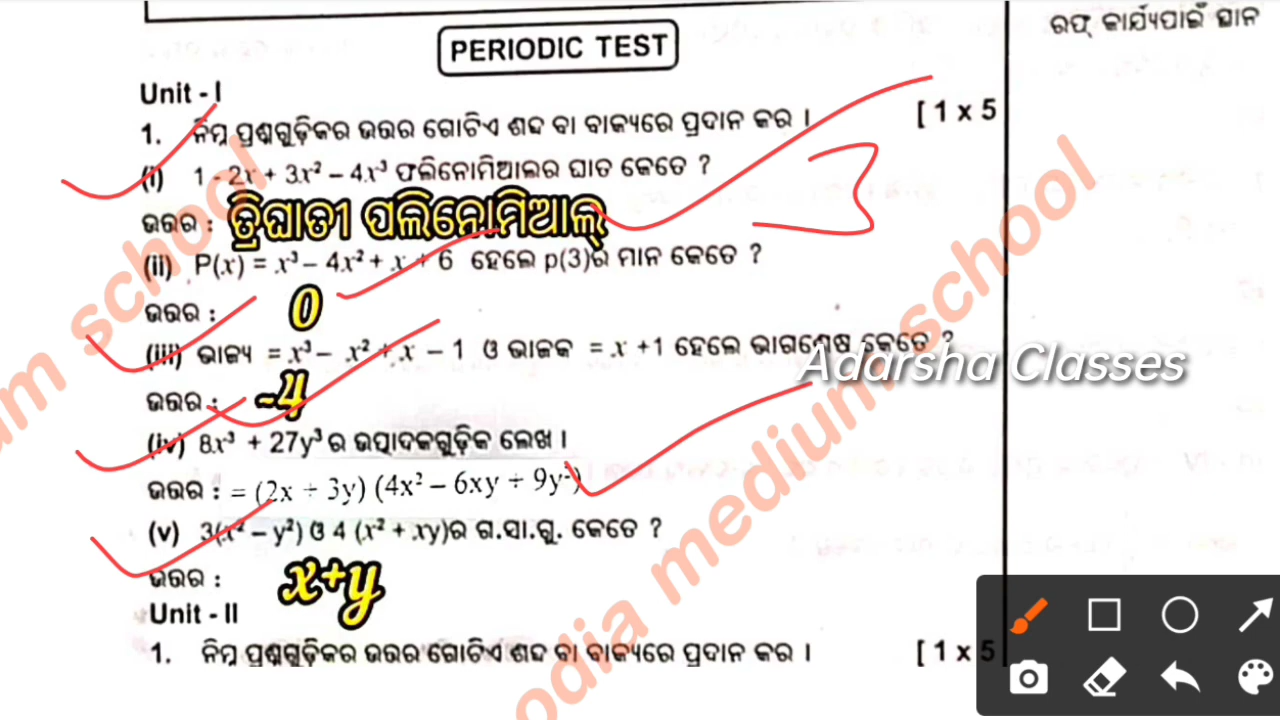 ରଫ୍ କାର୍ଯ୍ୟପାଇଁ ସ୍ଥାନ
PERIODIC TEST
Unit - I
1. ନିମ୍ନ ପ୍ରଶ୍ନଗୁଡ଼ିକର ଉତ୍ତର ଗୋଟିଏ ଶବ୍ଦ ବା ବାକ୍ୟରେ ପ୍ରଦାନ କର । [ 1 x 5
(i) 1 - 2x + 3x² – 4x³ ଫଲିନୋମିଆଲର ଘାତ କେତେ ?
ଉତ୍ତର : ତ୍ରିଘାତୀ ପଲିନୋମିଆଲ୍
(ii) P(x) = x³ – 4x² + x + 6 ହେଲେ p(3)ର ମାନ କେତେ ?
ଉତ୍ତର : 0
(iii) ଭାଜ୍ୟ = x³ – x² + x – 1 ଓ ଭାଜକ = x +1 ହେଲେ ଭାଗଶେଷ କେତେ ?
Adarsha Classes
ଉତ୍ତର : -4
(iv) 8x³ + 27y³ ର ଉତ୍ପାଦକଗୁଡ଼ିକ ଲେଖ ।
ଉତ୍ତର : = (2x + 3y) (4x² – 6xy + 9y²)
(v) 3(x² – y²) ଓ 4 (x² + xy)ର ଗ.ସା.ଗୁ. କେତେ ?
ଉତ୍ତର : x+y
Unit - II
1. ନିମ୍ନ ପ୍ରଶ୍ନଗୁଡ଼ିକର ଉତ୍ତର ଗୋଟିଏ ଶବ୍ଦ ବା ବାକ୍ୟରେ ପ୍ରଦାନ କର । [ 1 x 5
um school
odia medium school